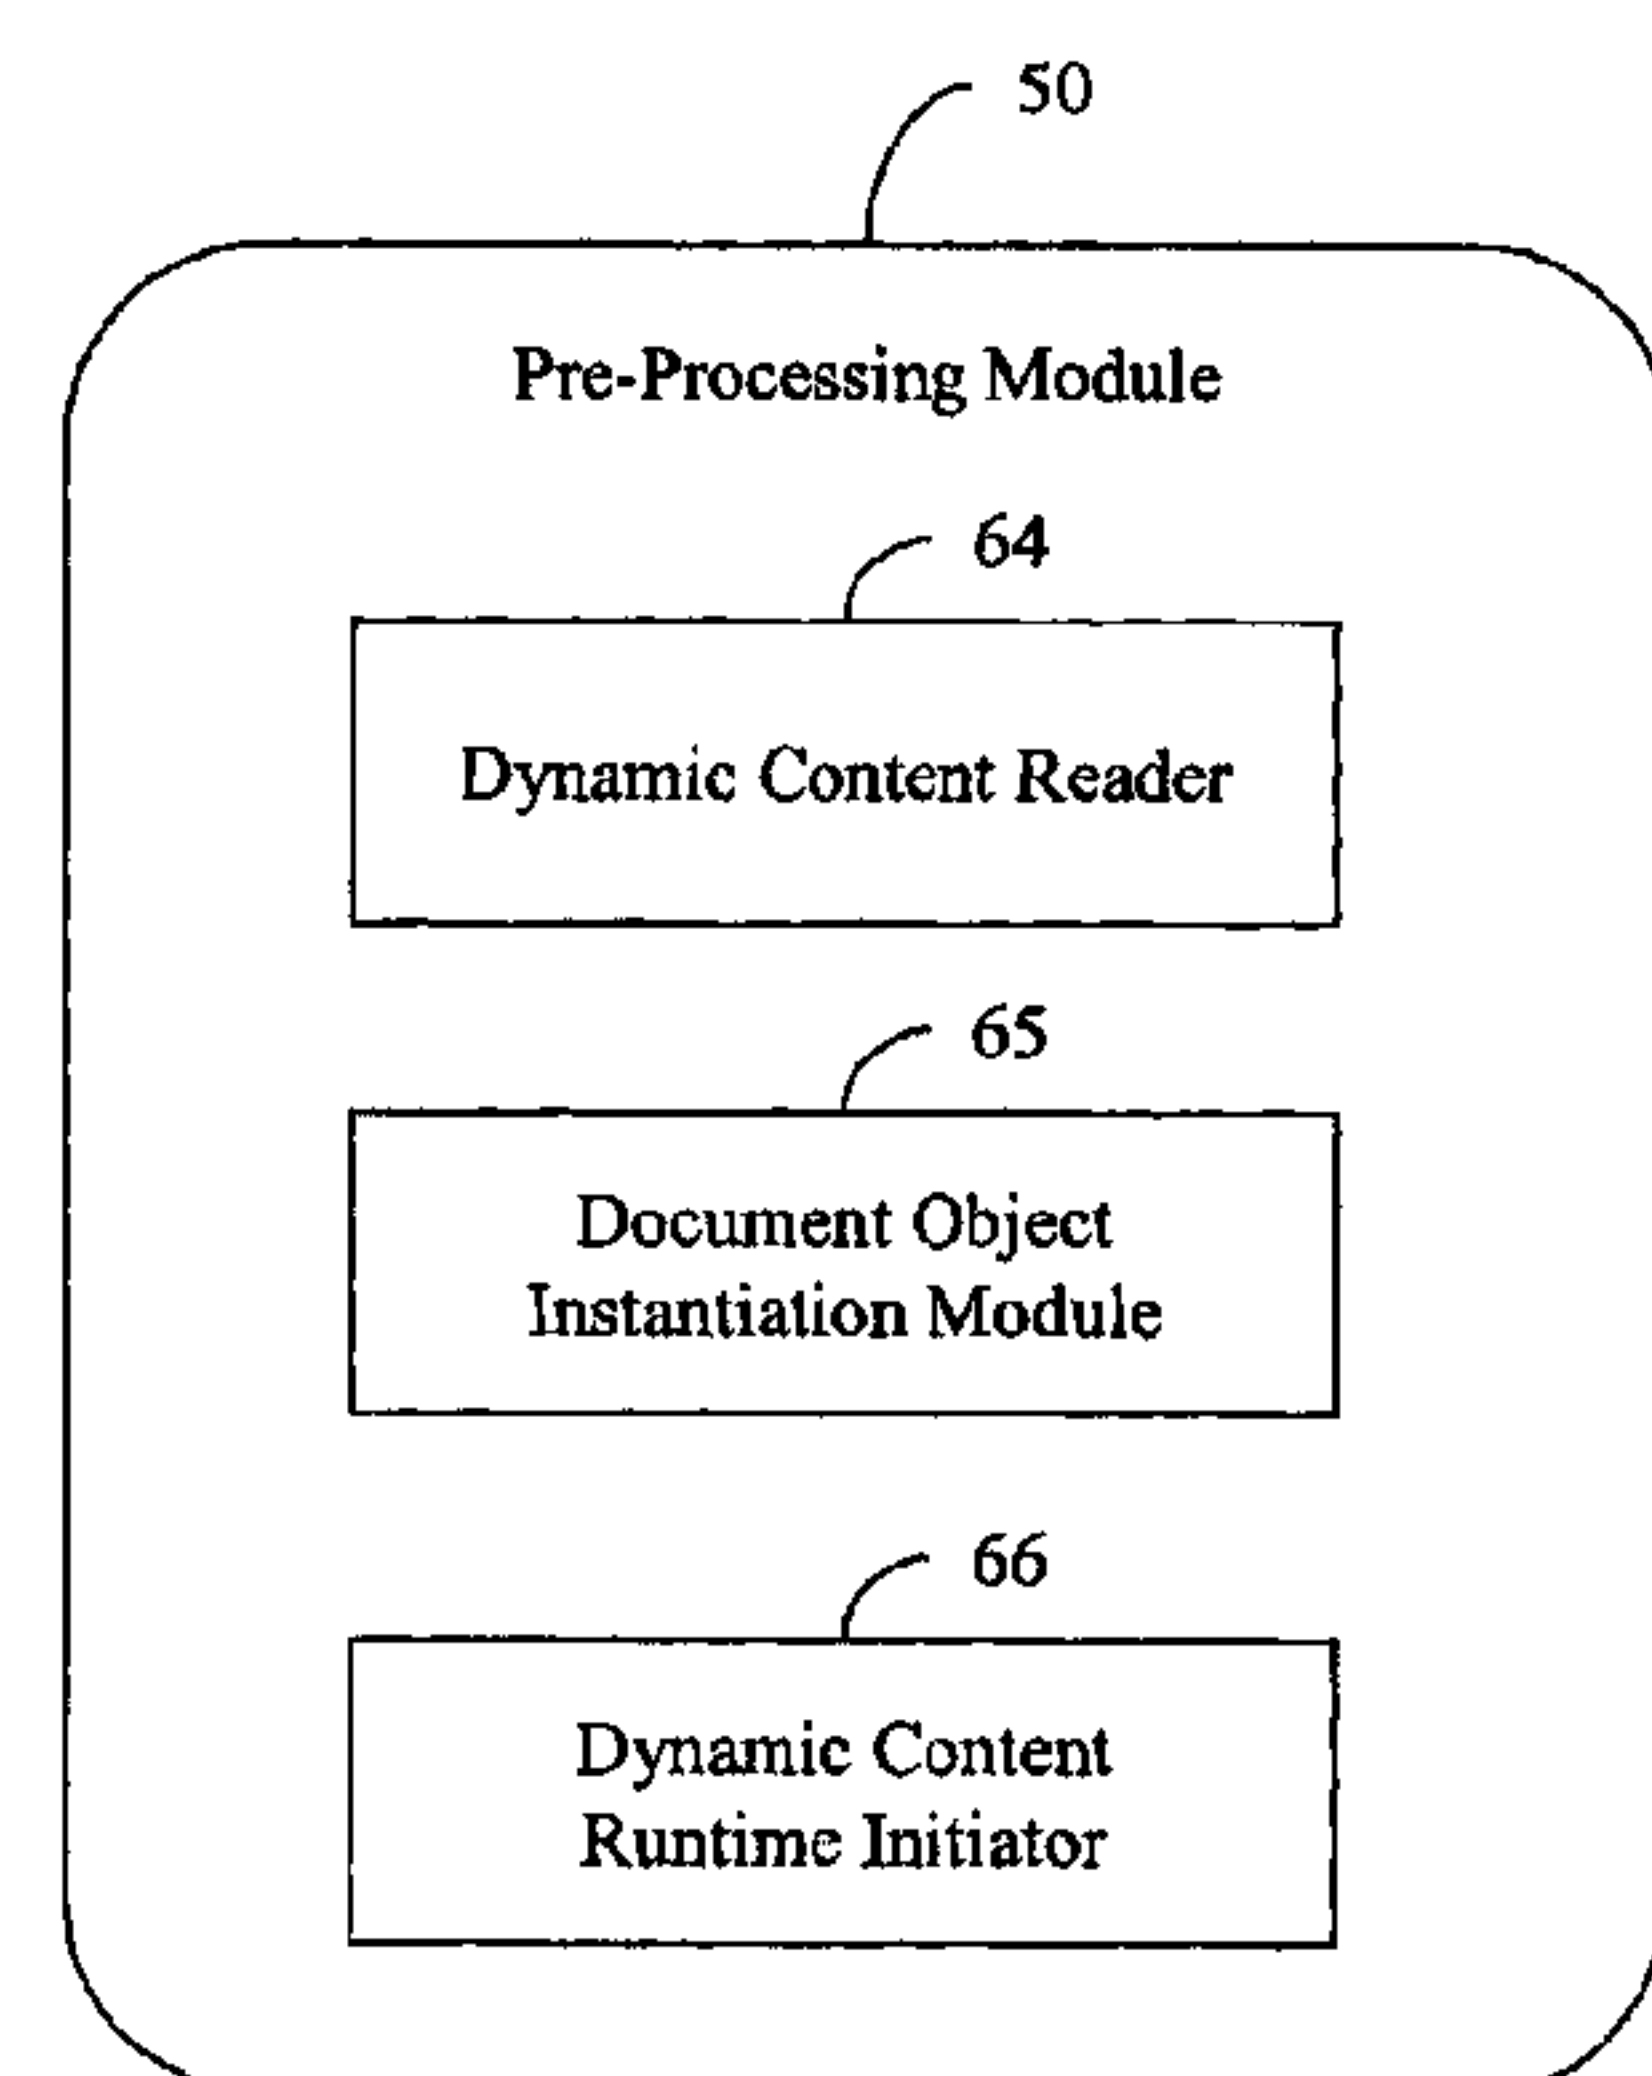 50
Pre-Processing Module
64
Dynamic Content Reader
65
Document Object
Instantiation Module
66
Dynamic Content
Runtime Initiator